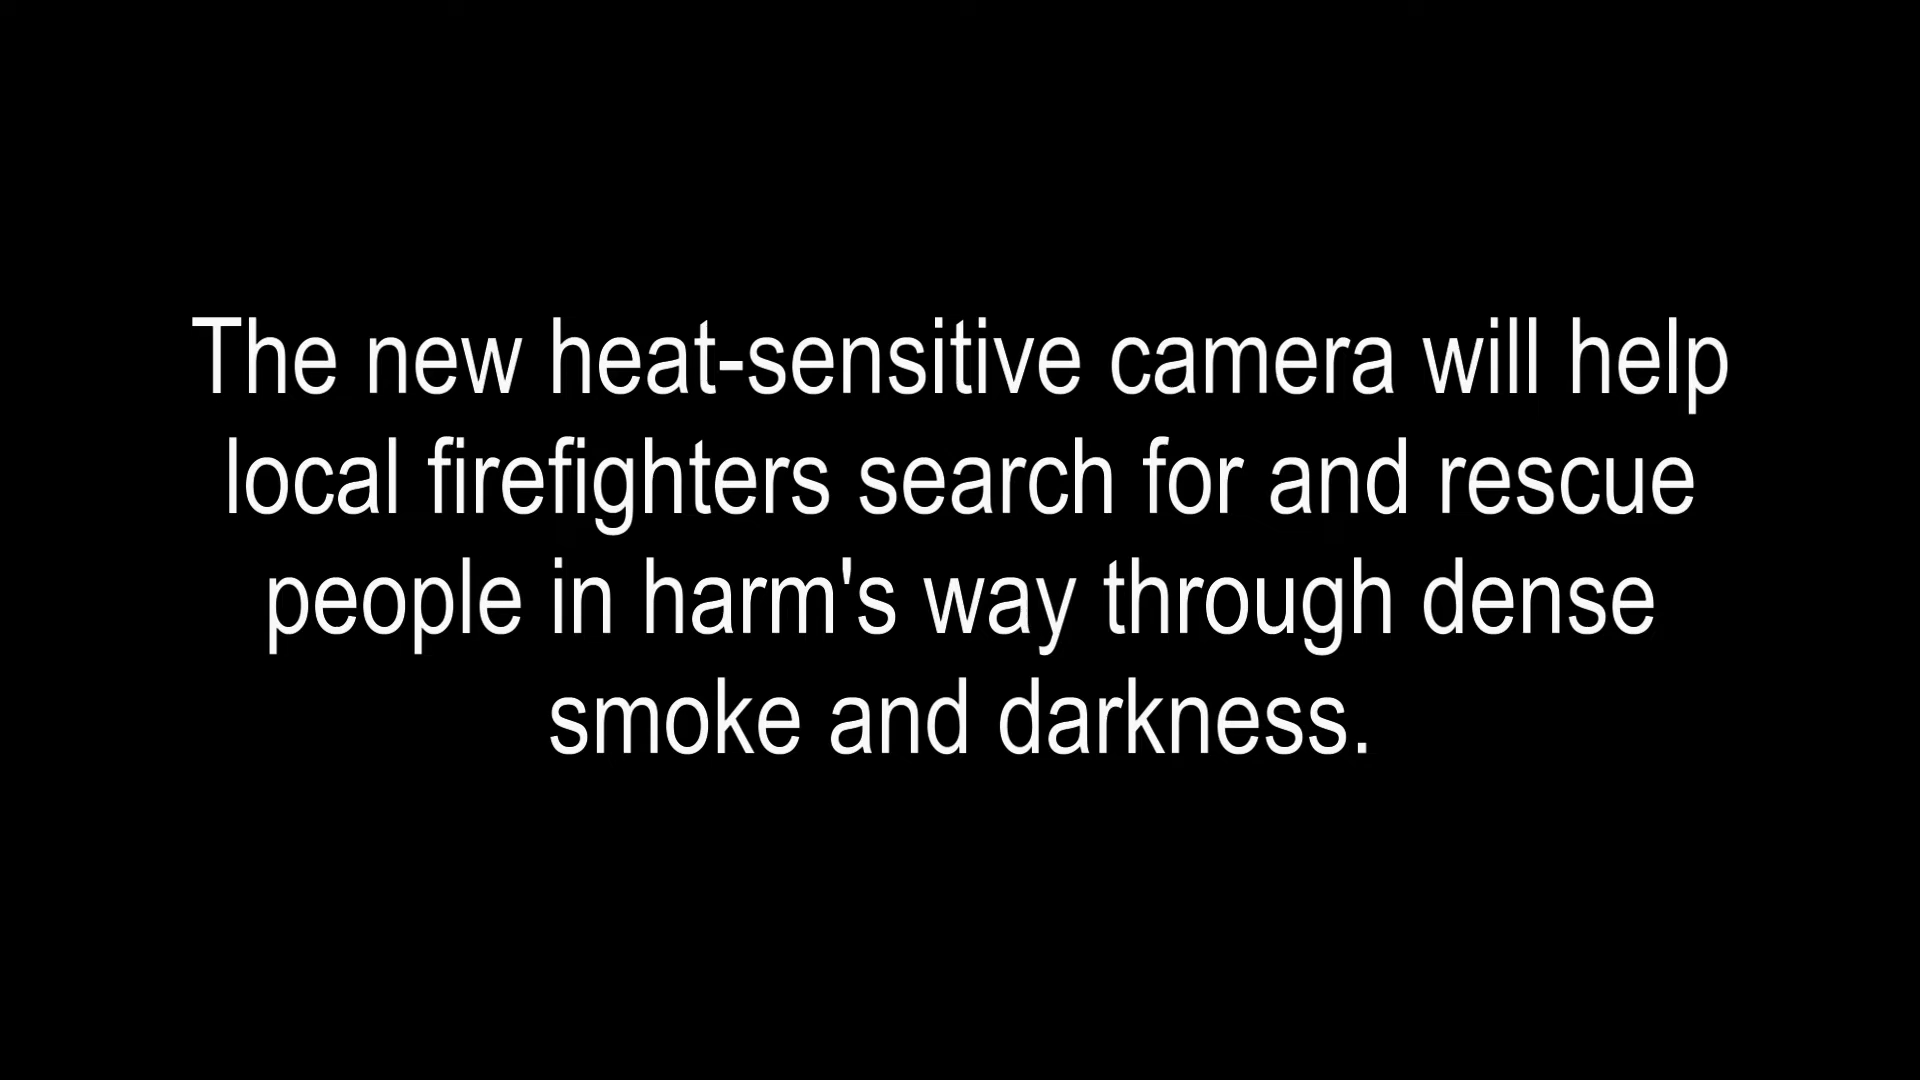 The new heat-sensitive camera will help
local firefighters search for and rescue
people in harm's way through dense
smoke and darkness.